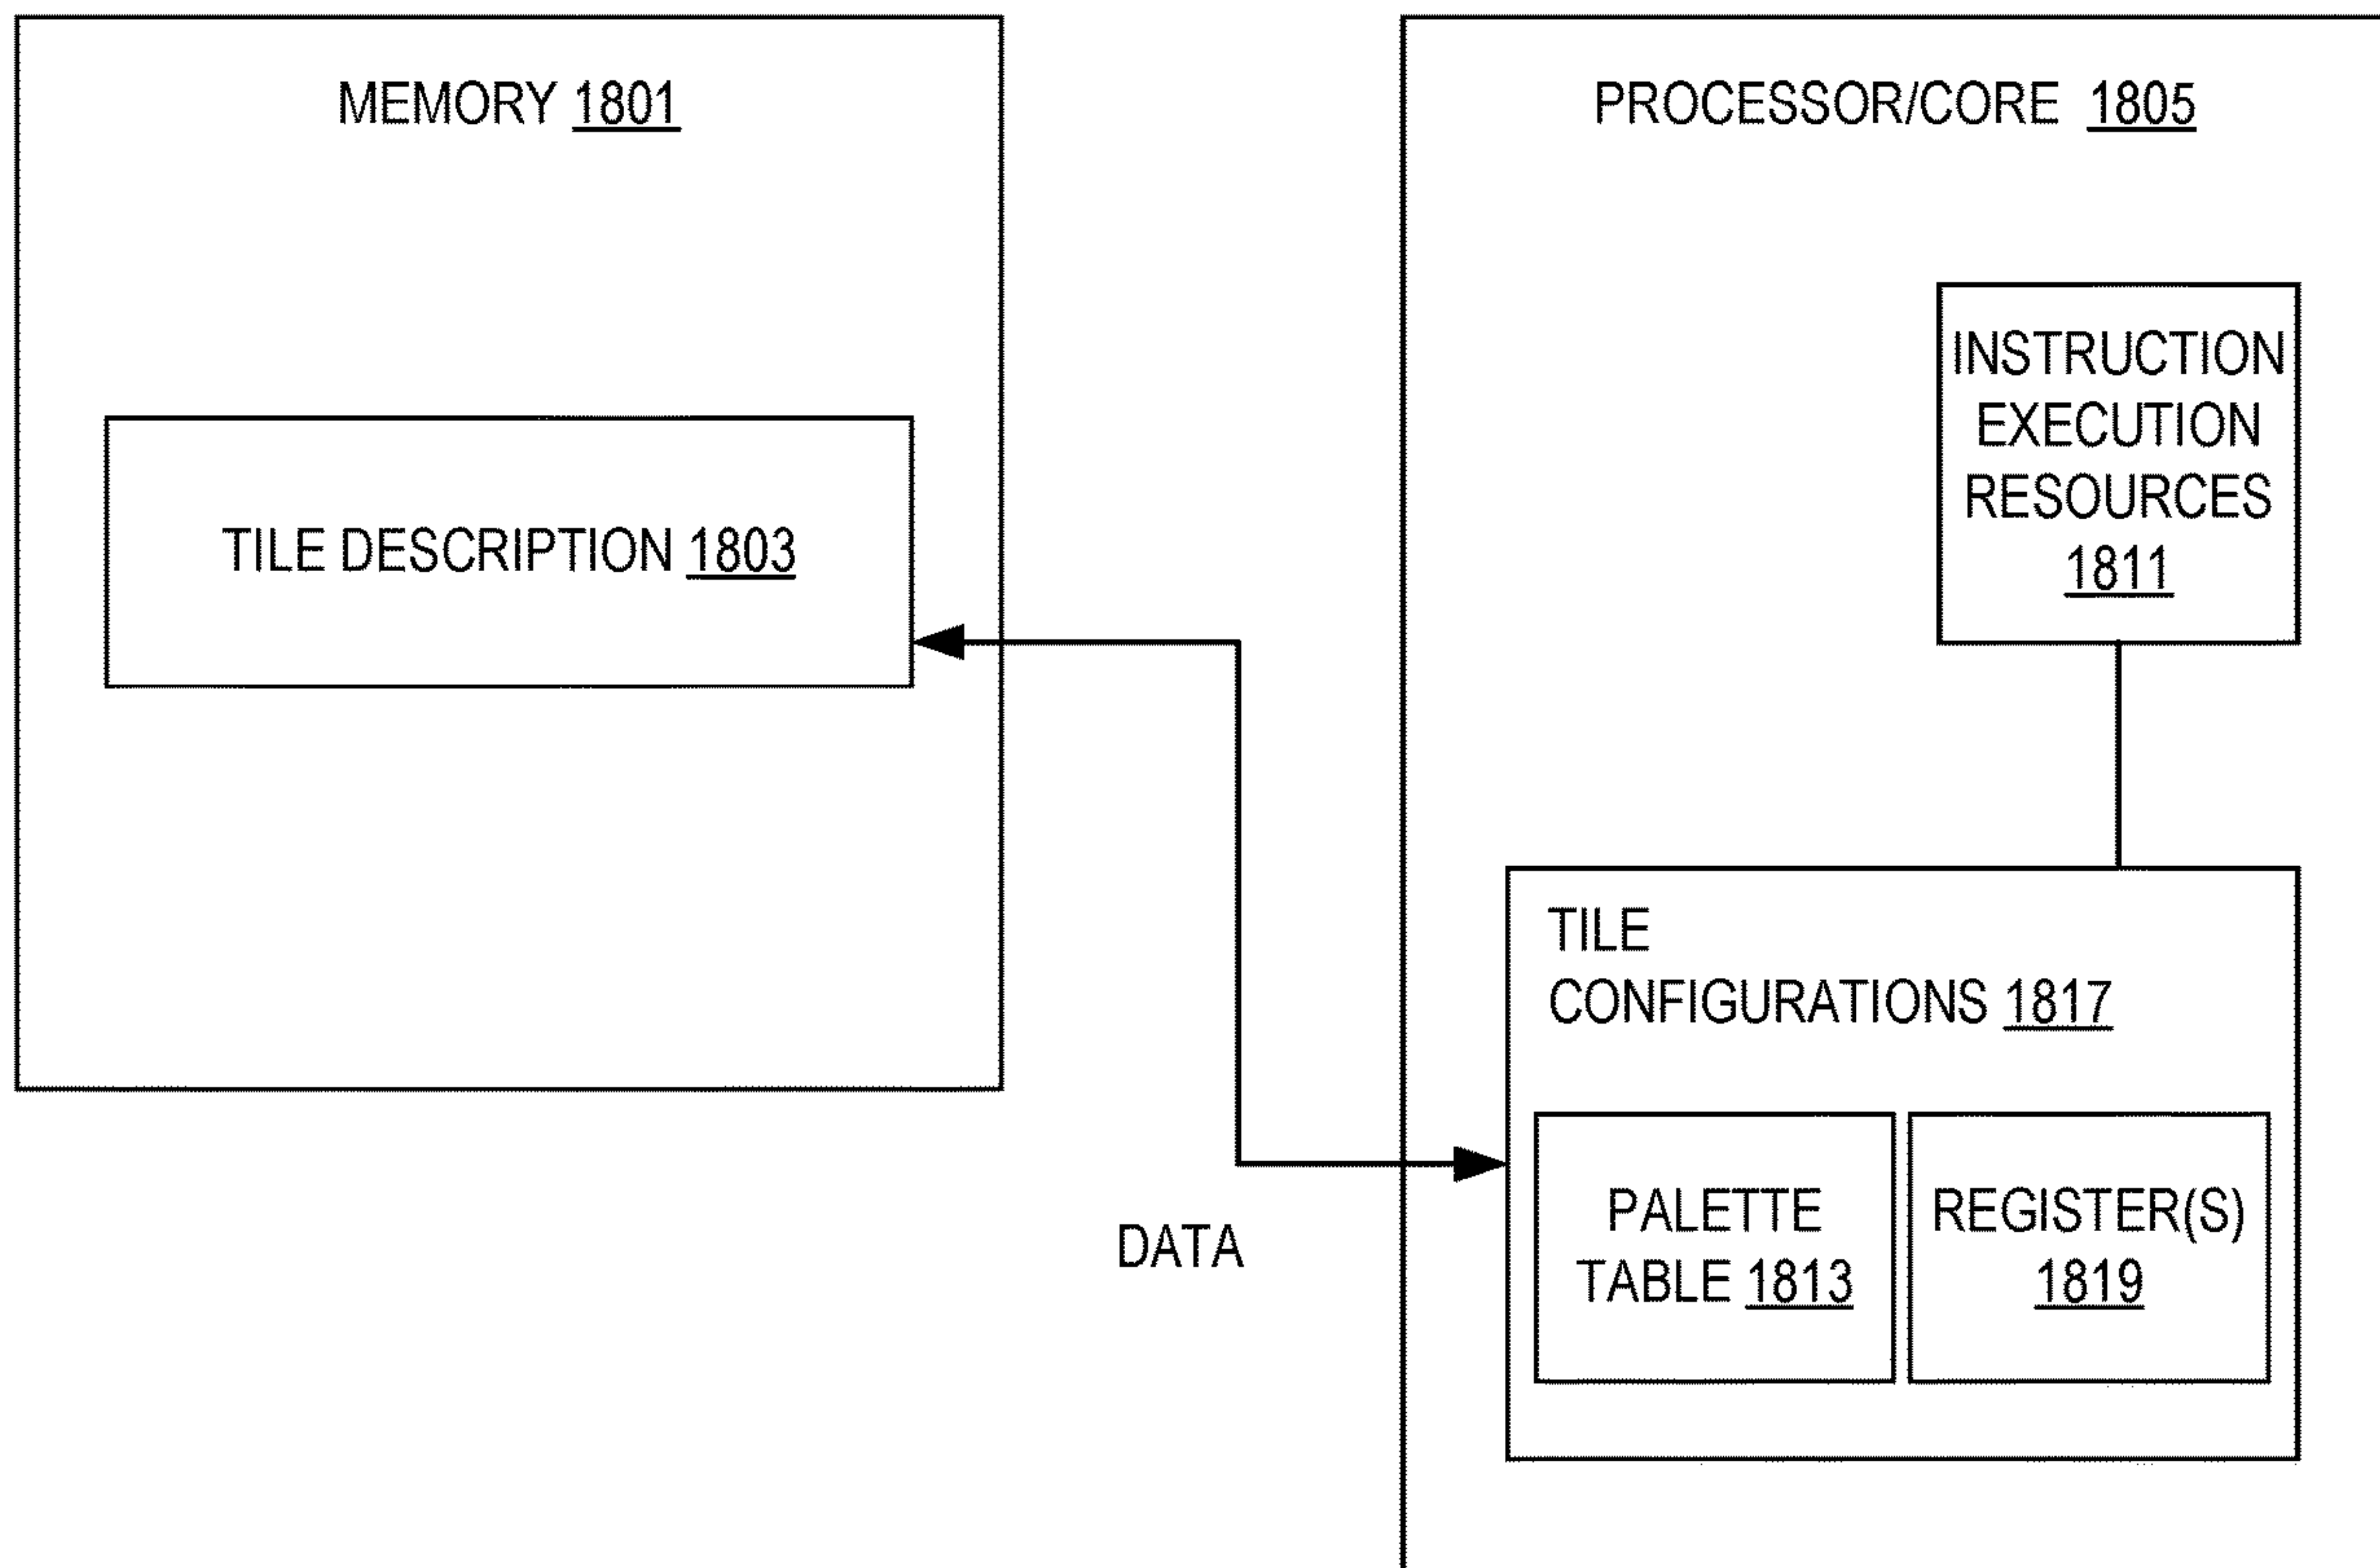 MEMORY 1801
PROCESSOR/CORE 1805
INSTRUCTION
EXECUTION
RESOURCES
1811
TILE DESCRIPTION 1803
TILE
CONFIGURATIONS 1817
DATA
PALETTE
TABLE 1813
REGISTER(S)
1819